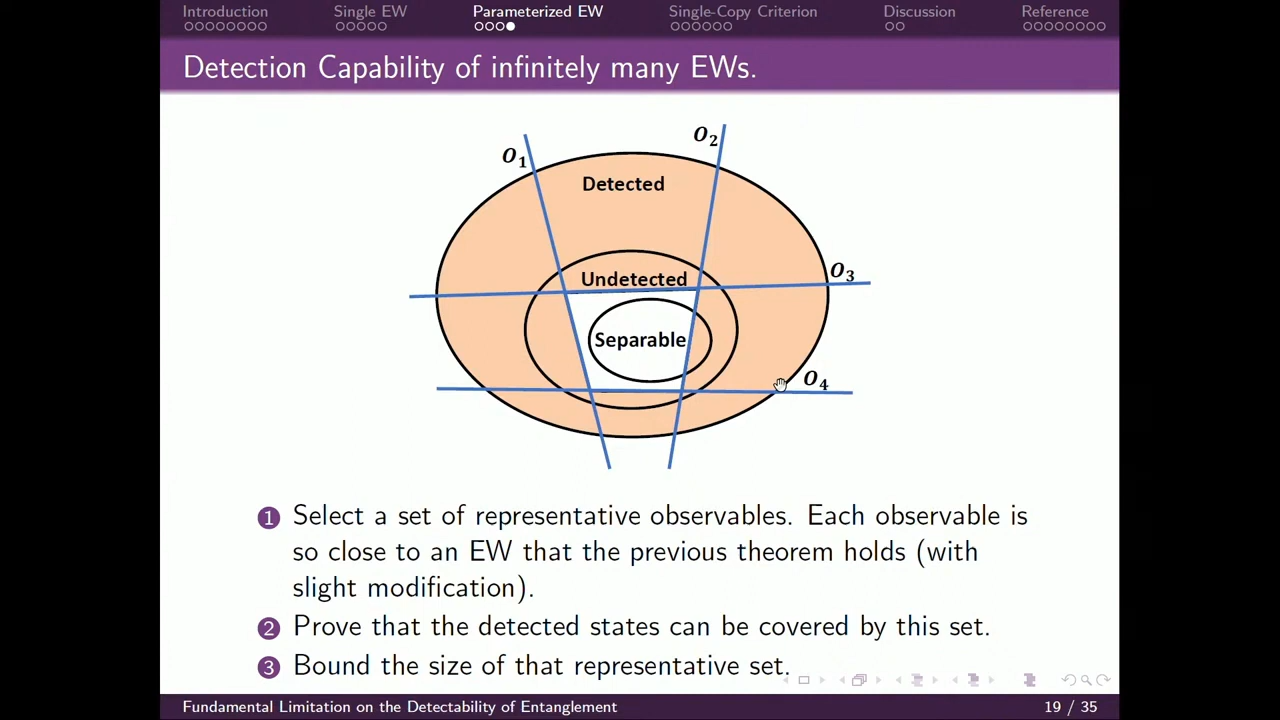 Introduction Single EW Parameterized EW Single-Copy Criterion Discussion Reference
Detection Capability of infinitely many EWs.
O1
O2
Detected
Undetected
O3
Separable
O4
1 Select a set of representative observables. Each observable is
so close to an EW that the previous theorem holds (with
slight modification).
2 Prove that the detected states can be covered by this set.
3 Bound the size of that representative set.
Fundamental Limitation on the Detectability of Entanglement 19 / 35